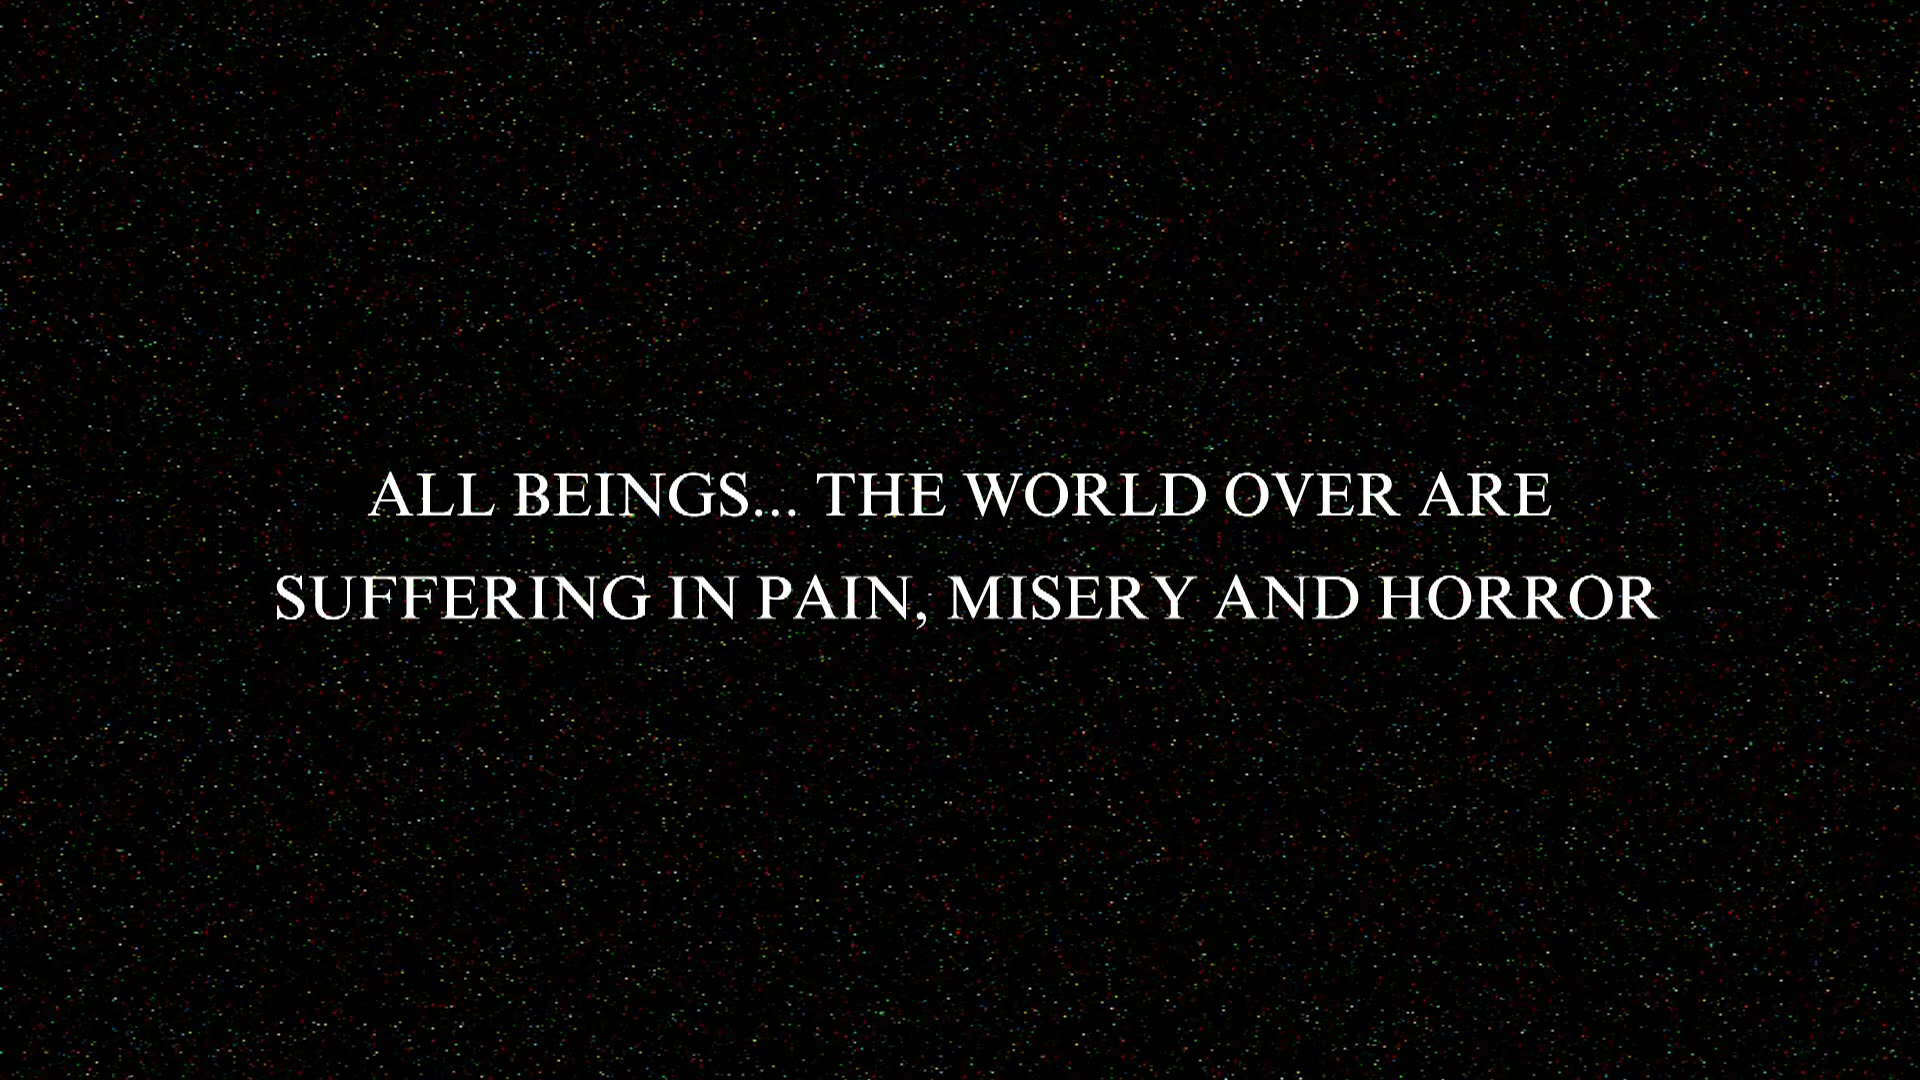 ALL BEINGS... THE WORLD OVER ARE
SUFFERING IN PAIN, MISERY AND HORROR